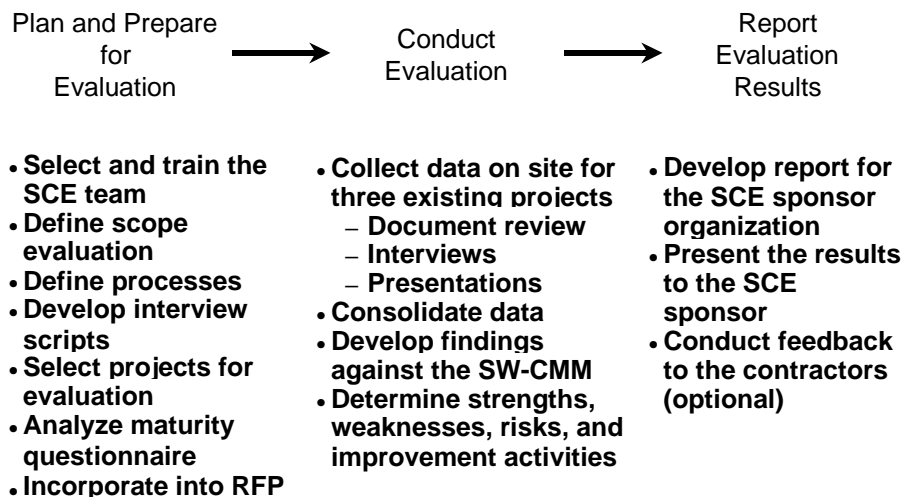 Plan and Prepare
for
Evaluation
Conduct
Evaluation
Report
Evaluation
Results
• Select and train the
SCE team
• Define scope
evaluation
• Define processes
• Develop interview
scripts
• Select projects for
evaluation
• Analyze maturity
questionnaire
• Incorporate into RFP
• Collect data on site for
three existing projects
– Document review
– Interviews
– Presentations
• Consolidate data
• Develop findings
against the SW-CMM
• Determine strengths,
weaknesses, risks, and
improvement activities
• Develop report for
the SCE sponsor
organization
• Present the results
to the SCE
sponsor
• Conduct feedback
to the contractors
(optional)